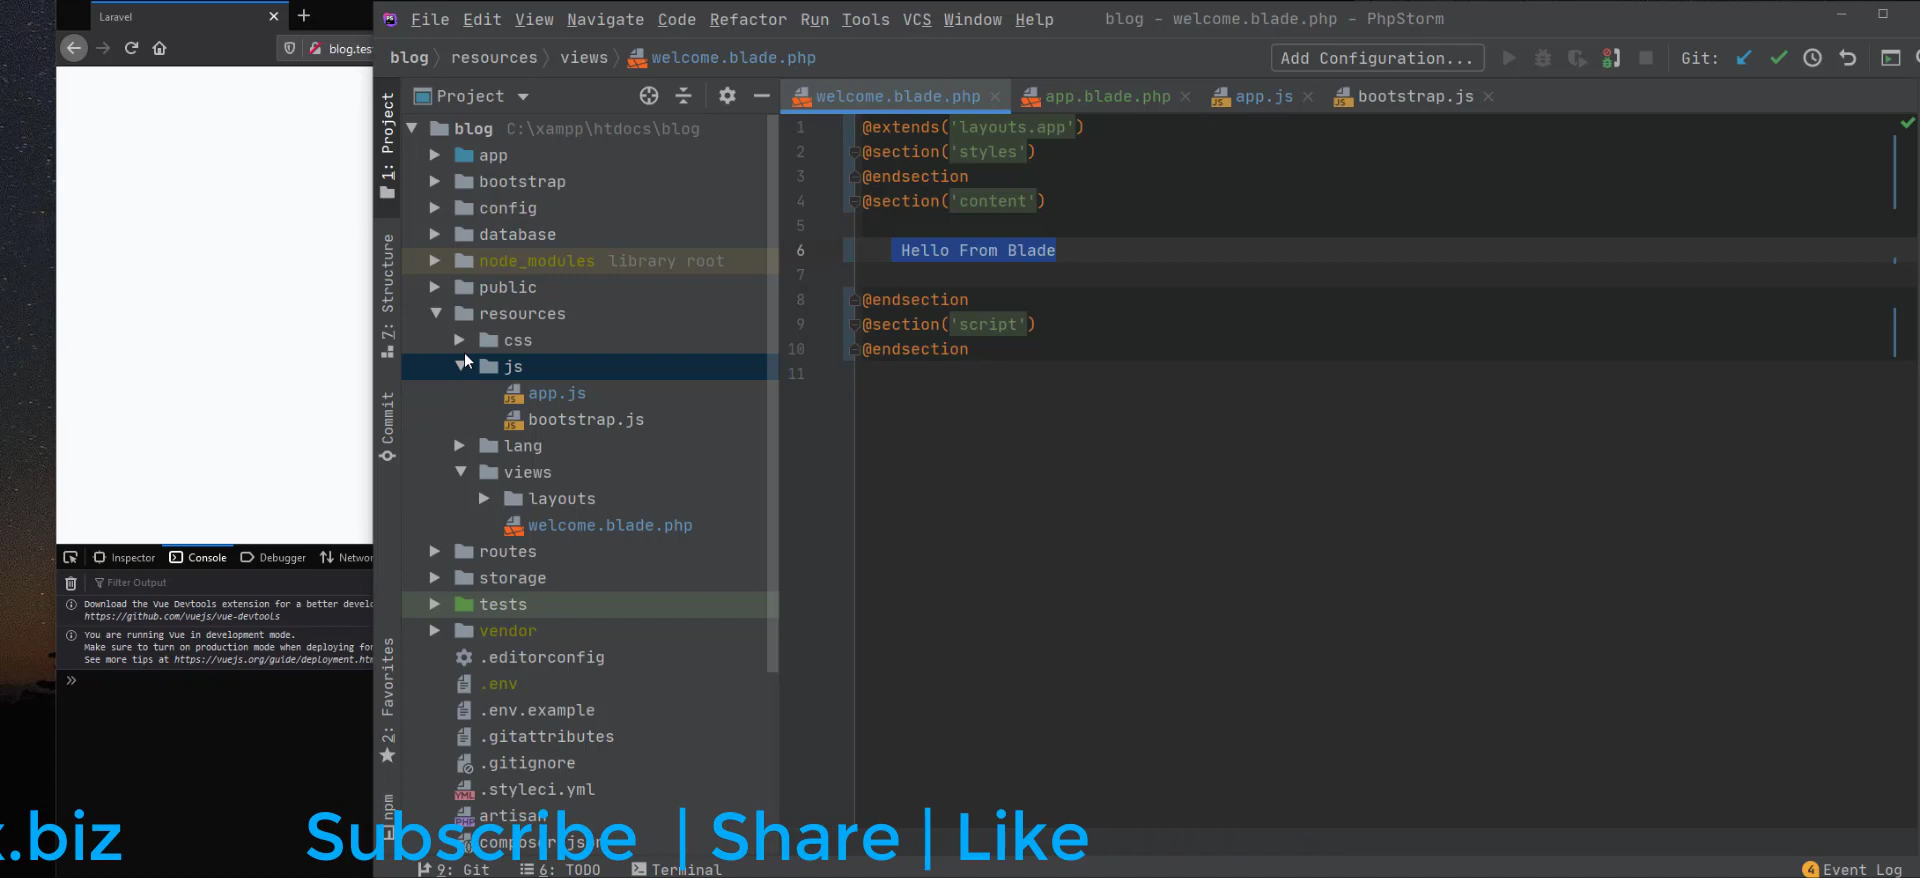 Laravel
blog.test
File Edit View Navigate Code Refactor Run Tools VCS Window Help
blog - welcome.blade.php - PhpStorm
blog resources views welcome.blade.php
Add Configuration...
Git:
Project
welcome.blade.php
app.blade.php
app.js
bootstrap.js
1: Project
7: Structure
Commit
2: Favorites
npm
blog C:\xampp\htdocs\blog
app
bootstrap
config
database
node_modules library root
public
resources
css
js
app.js
bootstrap.js
lang
views
layouts
welcome.blade.php
routes
storage
tests
vendor
.editorconfig
.env
.env.example
.gitattributes
.gitignore
.styleci.yml
artisan
1 @extends('layouts.app')
2 @section('styles')
3 @endsection
4 @section('content')
5
6 Hello From Blade
7
8 @endsection
9 @section('script')
10 @endsection
11
Inspector Console Debugger
Filter Output
Download the Vue Devtools extension for a better
https://github.com/vuejs/vue-devtools
You are running Vue in development mode.
Make sure to turn on production mode when deploying
See more tips at https://vuejs.org/guide/deployment.
»
.biz Subscribe | Share | Like
9: Git 6: TODO Terminal
4 Event Log